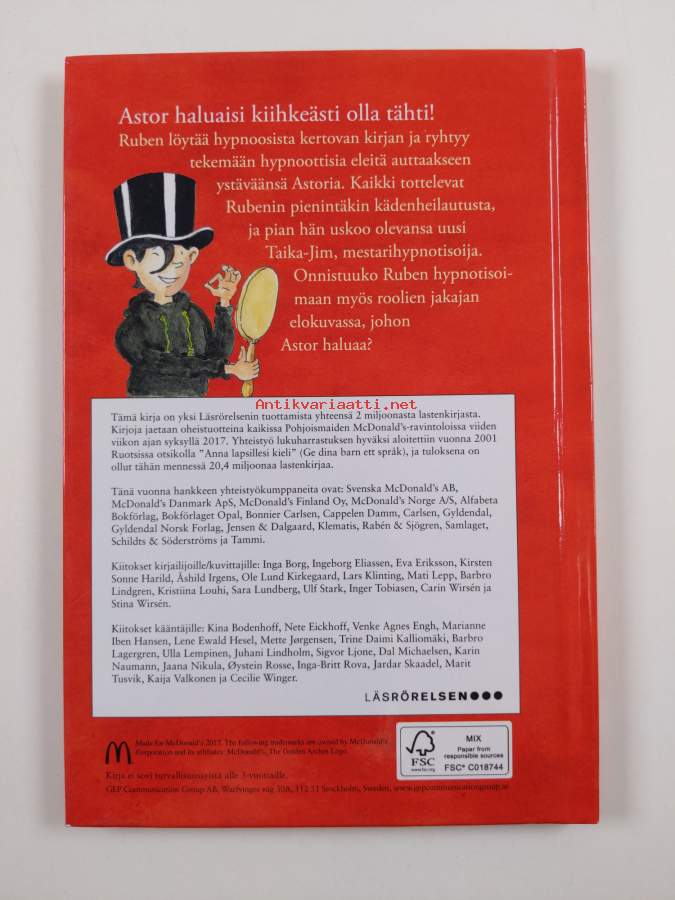 Astor haluaisi kiihkeästi olla tähti!
Ruben löytää hypnoosista kertovan kirjan ja ryhtyy
tekemään hypnoottisia eleitä auttaakseen
ystäväänsä Astoria. Kaikki tottelevat
Rubenin pienintäkin kädenheilautusta,
ja pian hän uskoo olevansa uusi
Taika-Jim, mestarihypnotisoija.
Onnistuuko Ruben hypnotisoi-
maan myös roolien jakajan
elokuvassa, johon
Astor haluaa?
Antikvariaatti.net
Tämä kirja on yksi Läsrörelsenin tuottamista yhteensä 2 miljoonasta lastenkirjasta.
Kirjoja jaetaan oheistuotteina kaikissa Pohjoismaiden McDonald's-ravintoloissa viiden
viikon ajan syksyllä 2017. Yhteistyö lukuharrastuksen hyväksi aloitettiin vuonna 2001
Ruotsissa otsikolla "Anna lapsillesi kieli" (Ge dina barn ett språk), ja tuloksena on
ollut tähän mennessä 20,4 miljoonaa lastenkirjaa.
Tänä vuonna hankkeen yhteistyökumppaneita ovat: Svenska McDonald's AB,
McDonald's Danmark ApS, McDonald's Finland Oy, McDonald's Norge A/S, Alfabeta
Bokförlag, Bokförlaget Opal, Bonnier Carlsen, Cappelen Damm, Carlsen, Gyldendal,
Gyldendal Norsk Forlag, Jensen & Dalgaard, Klematis, Rabén & Sjögren, Samlaget,
Schildts & Söderströms ja Tammi.
Kiitokset kirjailijoille/kuvittajille: Inga Borg, Ingeborg Eliassen, Eva Eriksson, Kirsten
Sonne Harild, Åshild Irgens, Ole Lund Kirkegaard, Lars Klinting, Mati Lepp, Barbro
Lindgren, Kristiina Louhi, Sara Lundberg, Ulf Stark, Inger Tobiasen, Carin Wirsén ja
Stina Wirsén.
Kiitokset kääntäjille: Kina Bodenhoff, Nete Eickhoff, Venke Agnes Engh, Marianne
Iben Hansen, Lene Ewald Hesel, Mette Jørgensen, Trine Daimi Kalliomäki, Barbro
Lagergren, Ulla Lempinen, Juhani Lindholm, Sigvor Ljone, Dal Michaelsen, Karin
Naumann, Jaana Nikula, Øystein Rosse, Inga-Britt Rova, Jardar Skaadel, Marit
Tusvik, Kaija Valkonen ja Cecilie Winger.
LÄSRÖRELSEN
Made for McDonald's 2017. The following trademarks are owned by McDonald's
Corporation and its affiliates: McDonald's, The Golden Arches Logo.
Kirja ei sovi turvallisuussyistä alle 3-vuotiaille.
GEP Communication Group AB, Warfvinges väg 30A, 112 51 Stockholm, Sweden, www.gepcommunicationgroup.se
FSC
www.fsc.org
MIX
Paper from
responsible sources
FSC® C018744